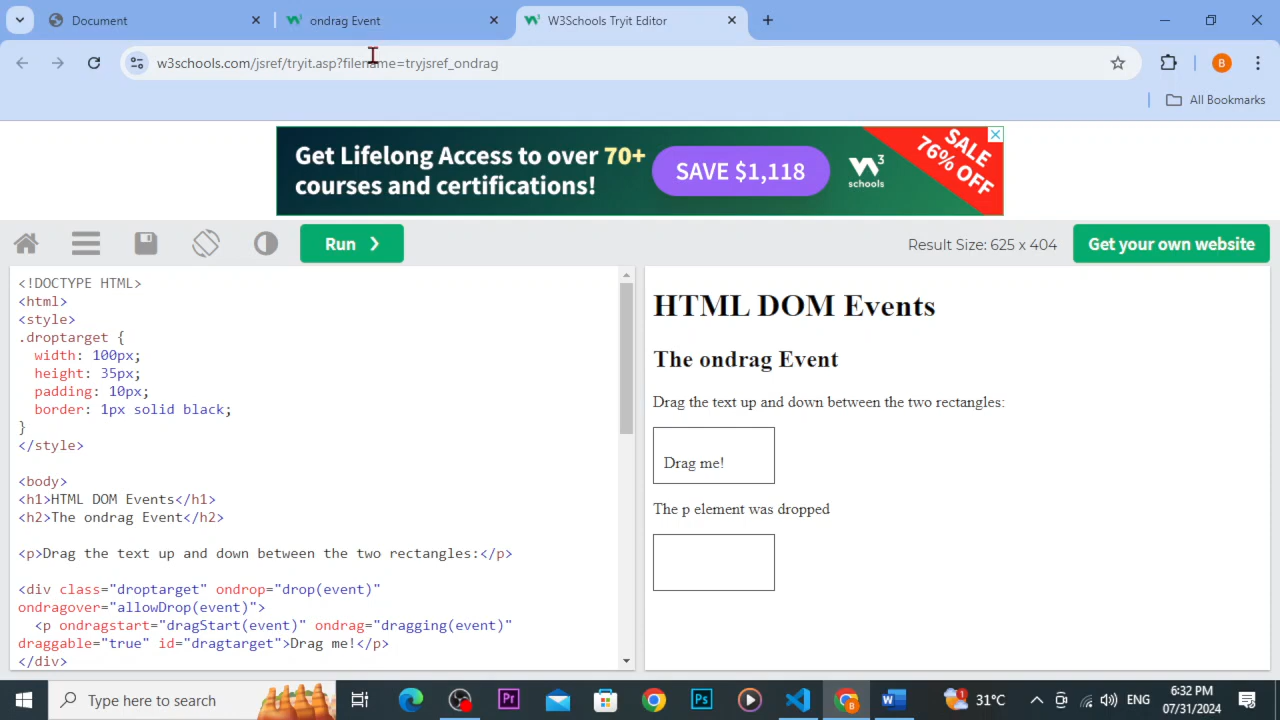 Document
ondrag Event
W3Schools Tryit Editor
w3schools.com/jsref/tryit.asp?filename=tryjsref_ondrag
B
All Bookmarks
Get Lifelong Access to over 70+
courses and certifications!
SAVE $1,118
W3
schools
SALE
76% OFF
Run ❯
Result Size: 625 x 404
Get your own website
<!DOCTYPE HTML>
<html>
<style>
.droptarget {
  width: 100px;
  height: 35px;
  padding: 10px;
  border: 1px solid black;
}
</style>
<body>
<h1>HTML DOM Events</h1>
<h2>The ondrag Event</h2>
<p>Drag the text up and down between the two rectangles:</p>
<div class="droptarget" ondrop="drop(event)"
ondragover="allowDrop(event)">
  <p ondragstart="dragStart(event)" ondrag="dragging(event)"
draggable="true" id="dragtarget">Drag me!</p>
</div>
HTML DOM Events
The ondrag Event
Drag the text up and down between the two rectangles:
Drag me!
The p element was dropped
Type here to search
Pr
Ps
B
W
1
31°C
ENG
6:32 PM
07/31/2024